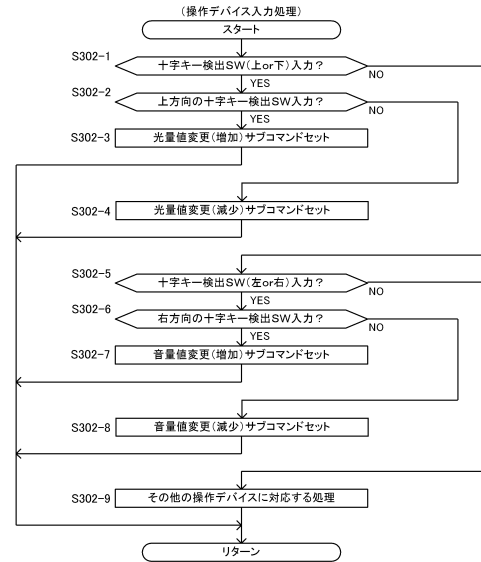 (操作デバイス入力処理)
スタート
S302-1
十字キー検出SW(上or下)入力?
NO
YES
S302-2
上方向の十字キー検出SW入力?
NO
YES
S302-3
光量値変更(増加)サブコマンドセット
S302-4
光量値変更(減少)サブコマンドセット
S302-5
十字キー検出SW(左or右)入力?
NO
YES
S302-6
右方向の十字キー検出SW入力?
NO
YES
S302-7
音量値変更(増加)サブコマンドセット
S302-8
音量値変更(減少)サブコマンドセット
S302-9
その他の操作デバイスに対応する処理
リターン